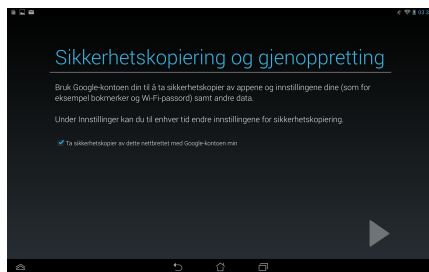 Sikkerhetskopiering og gjenoppretting
Bruk Google-kontoen din til å ta sikkerhetskopier av appene og innstillingene dine (som for
eksempel bokmerker og Wi-Fi-passord) samt andre data.
Under Innstillinger kan du til enhver tid endre innstillingene for sikkerhetskopiering.
Ta sikkerhetskopier av dette nettbrettet med Google-kontoen min